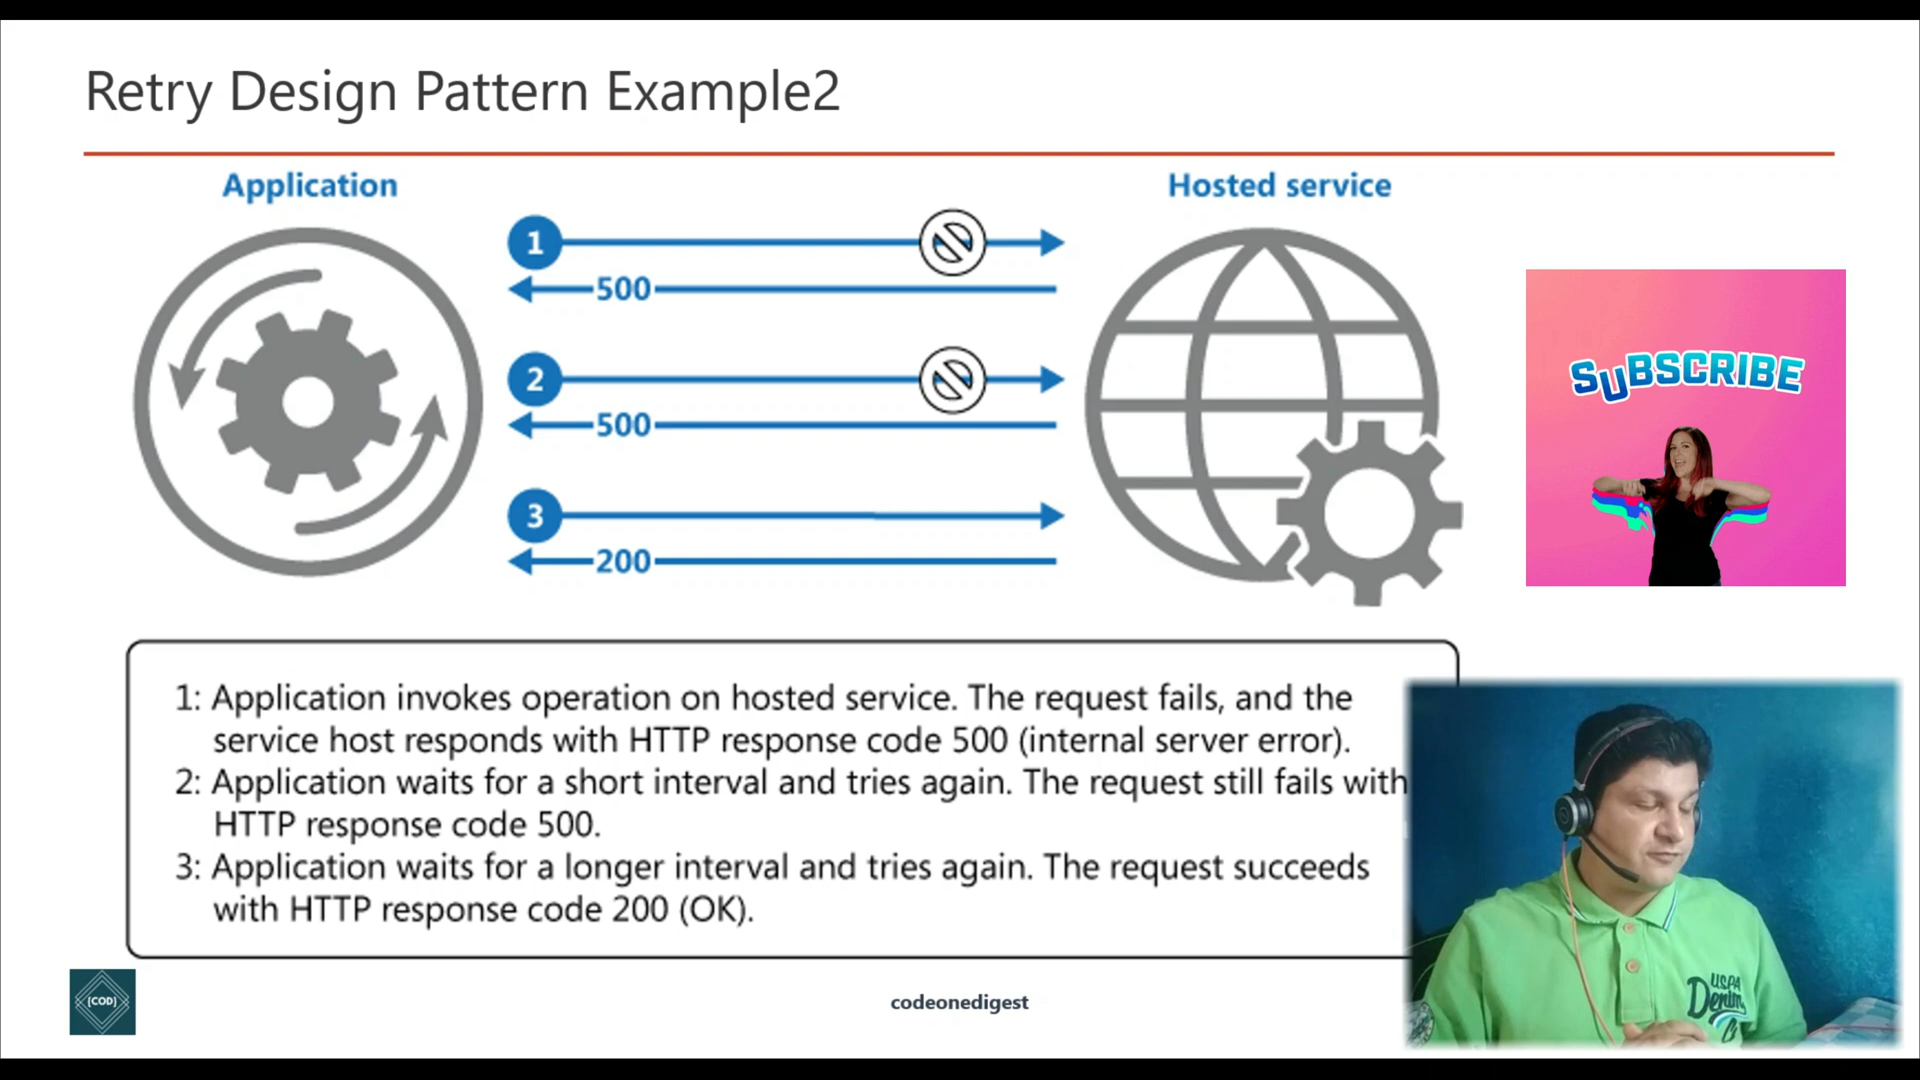 Retry Design Pattern Example2
Application
Hosted service
1
500
2
500
3
200
SUBSCRIBE
1: Application invokes operation on hosted service. The request fails, and the
service host responds with HTTP response code 500 (internal server error).
2: Application waits for a short interval and tries again. The request still fails with
HTTP response code 500.
3: Application waits for a longer interval and tries again. The request succeeds
with HTTP response code 200 (OK).
{COD}
codeonedigest
USPA
Denim